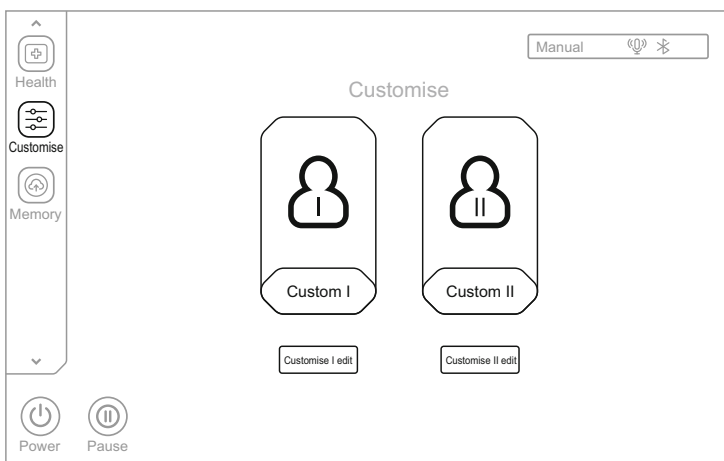 Health
Customise
Memory
Manual
Customise
I
II
Custom I
Custom II
Customise I edit
Customise II edit
Power
Pause